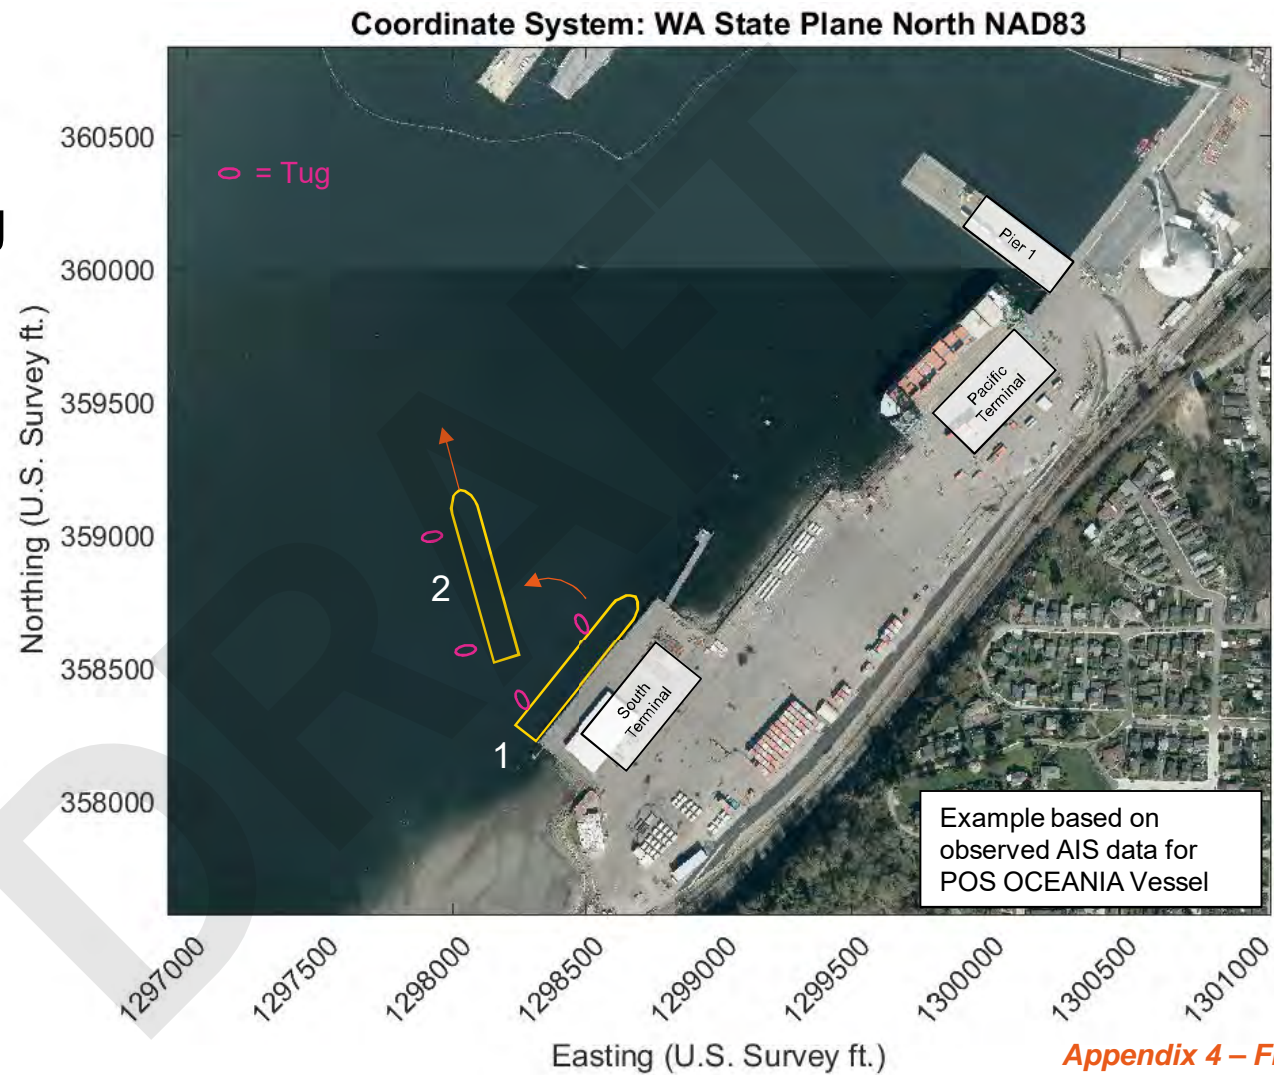 Coordinate System: WA State Plane North NAD83
g
= Tug
360500
360000
359500
359000
358500
358000
Northing (U.S. Survey ft.)
Pier 1
Pacific
Terminal
South
Terminal
2
1
Example based on
observed AIS data for
POS OCEANIA Vessel
1297000
1297500
1298000
1298500
1299000
1299500
1300000
1300500
1301000
Easting (U.S. Survey ft.)
Appendix 4 – F
DRAFT